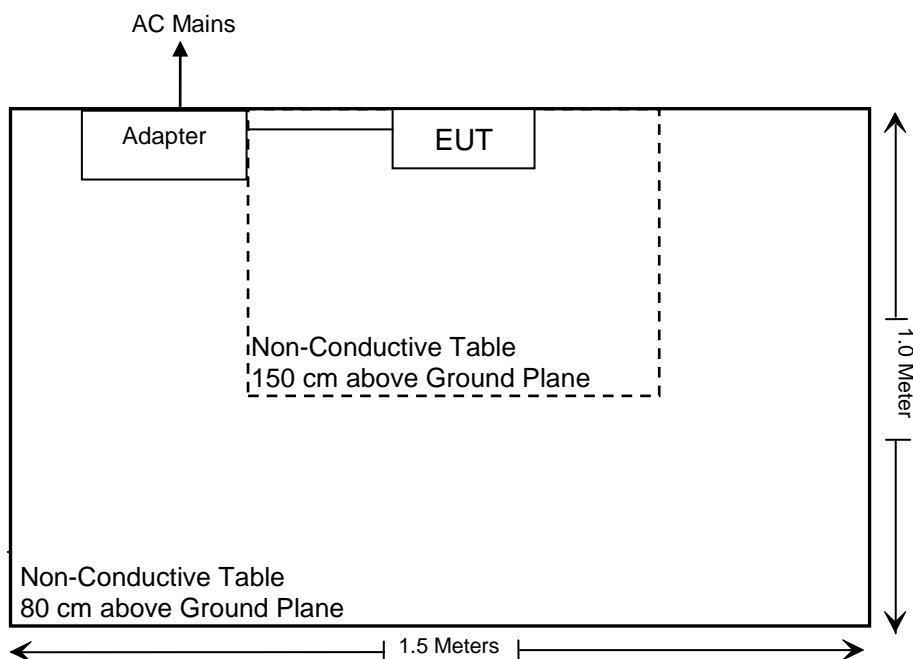 AC Mains
Adapter
EUT
Non-Conductive Table
150 cm above Ground Plane
1.0 Meter
Non-Conductive Table
80 cm above Ground Plane
1.5 Meters